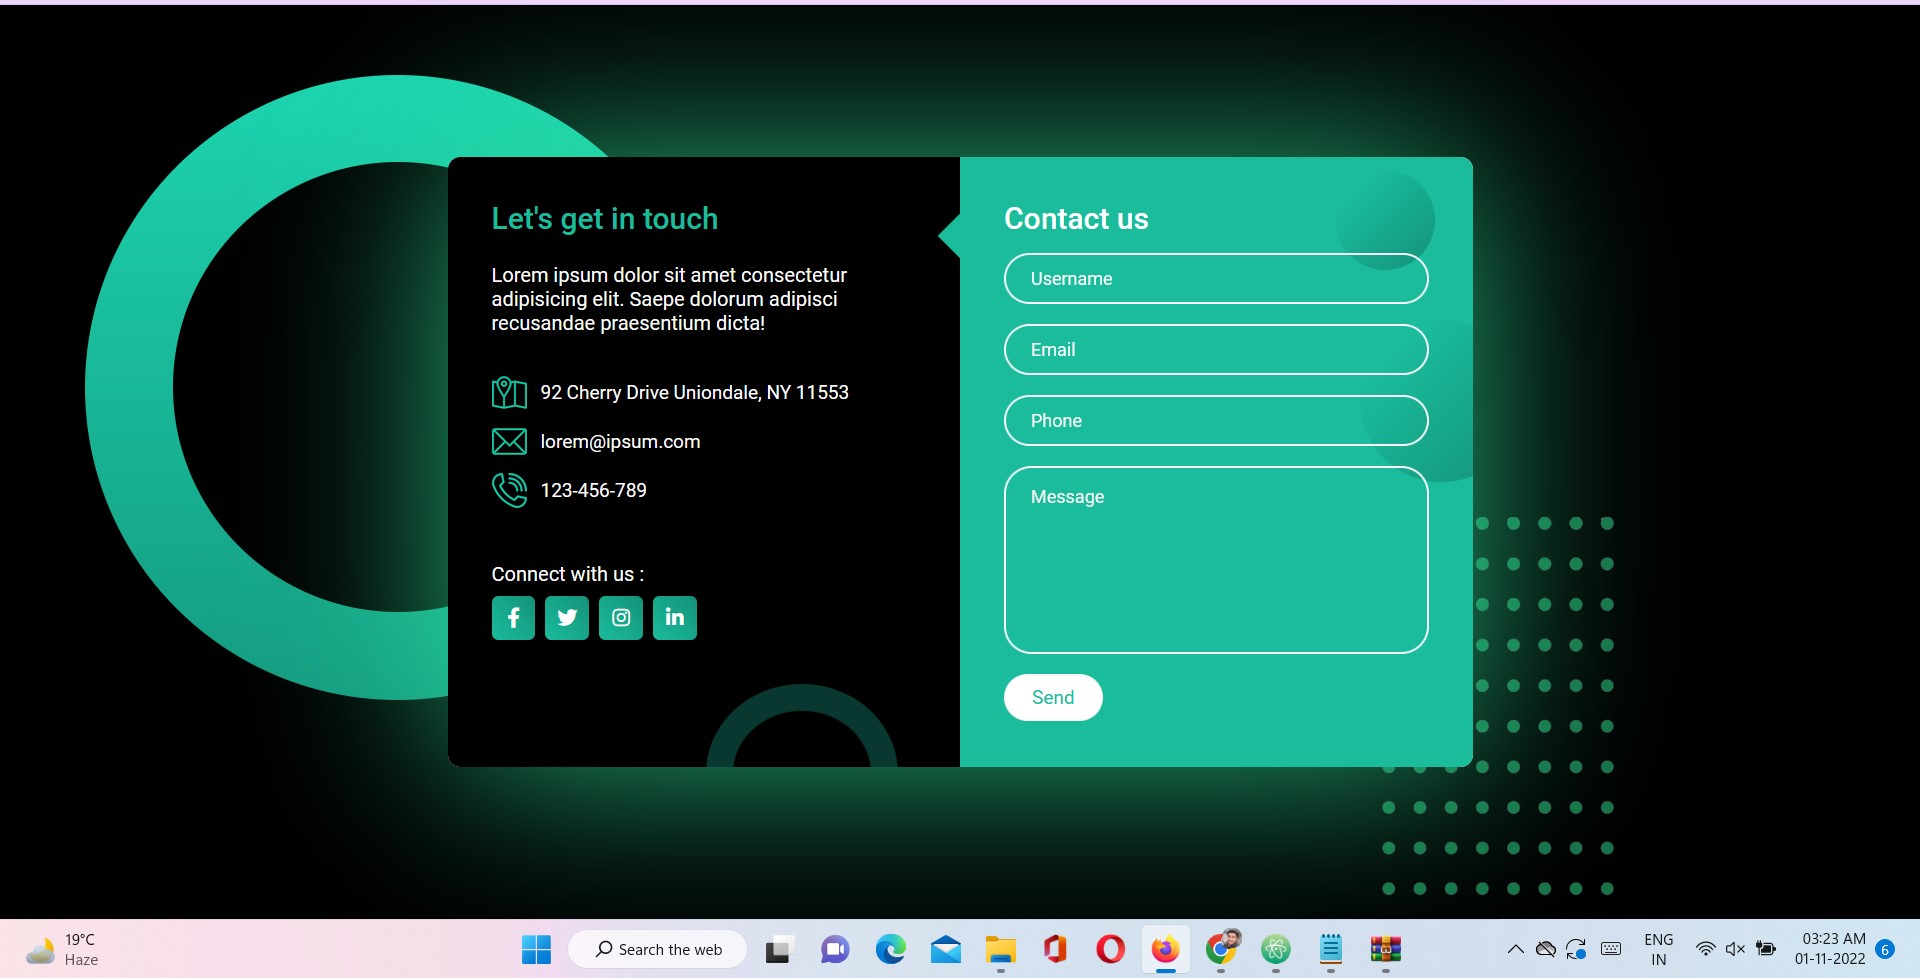 Let's get in touch
Lorem ipsum dolor sit amet consectetur
adipisicing elit. Saepe dolorum adipisci
recusandae praesentium dicta!
92 Cherry Drive Uniondale, NY 11553
lorem@ipsum.com
123-456-789
Connect with us :
Contact us
Username
Email
Phone
Message
Send
19°C
Haze
Search the web
ENG
IN
03:23 AM
01-11-2022
6